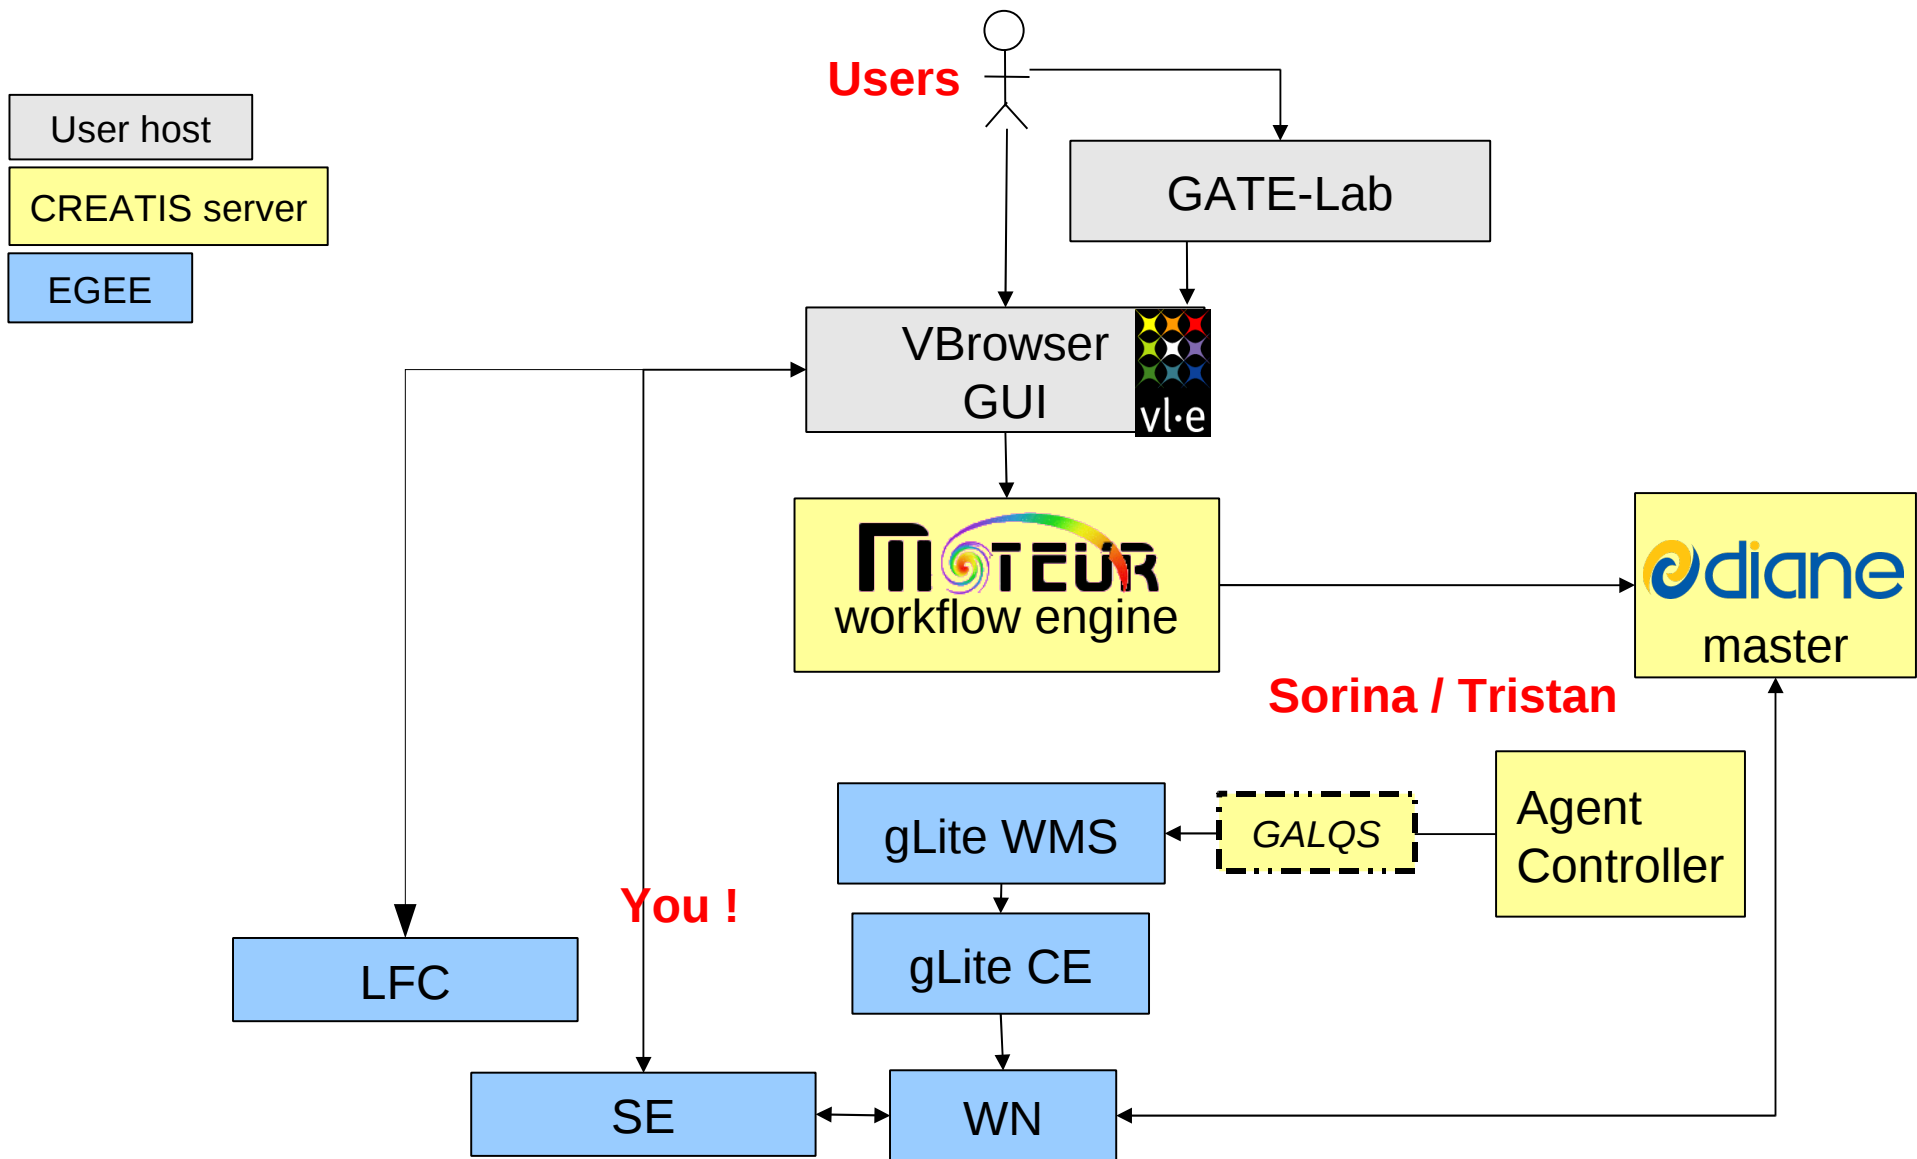 Users
User host
CREATIS server
EGEE
GATE-Lab
VBrowser
GUI
vl·e
MOTEUR
workflow engine
diane
master
Sorina / Tristan
Agent
Controller
GALQS
gLite WMS
You !
gLite CE
LFC
SE
WN